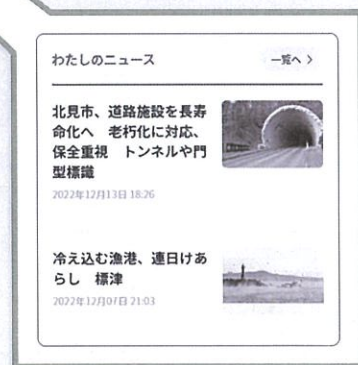 わたしのニュース
一覧へ >
北見市、道路施設を長寿
命化へ　老朽化に対応、
保全重視　トンネルや門
型標識
2022年12月13日 18:26
冷え込む漁港、連日けあ
らし　標津
2022年12月07日 21:03